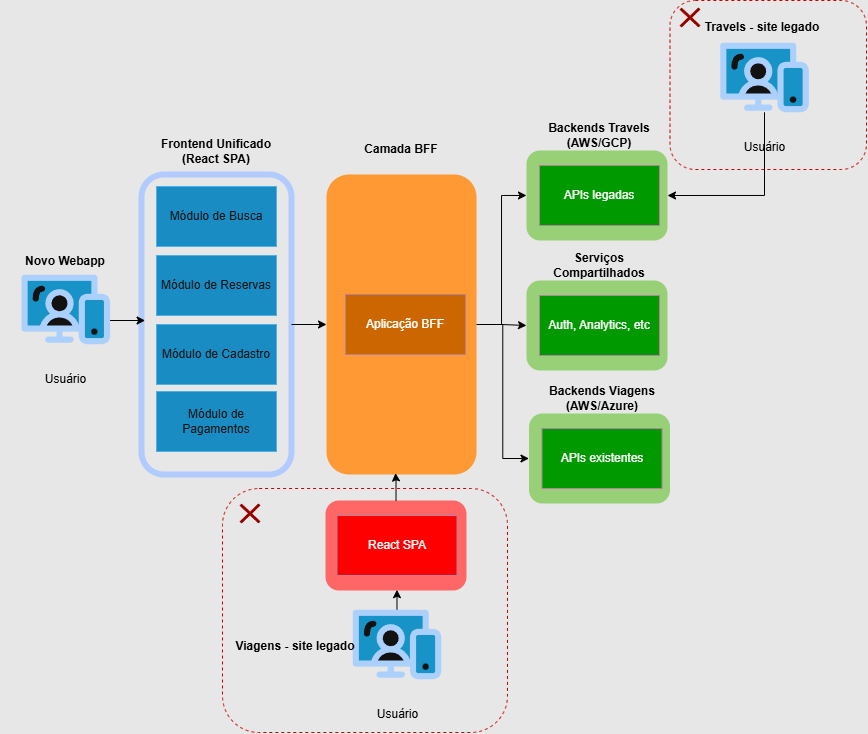 Travels - site legado
Usuário
Backends Travels
(AWS/GCP)
APIs legadas
Frontend Unificado
(React SPA)
Camada BFF
Módulo de Busca
Módulo de Reservas
Módulo de Cadastro
Módulo de
Pagamentos
Novo Webapp
Usuário
Aplicação BFF
Serviços
Compartilhados
Auth, Analytics, etc
Backends Viagens
(AWS/Azure)
APIs existentes
React SPA
Viagens - site legado
Usuário